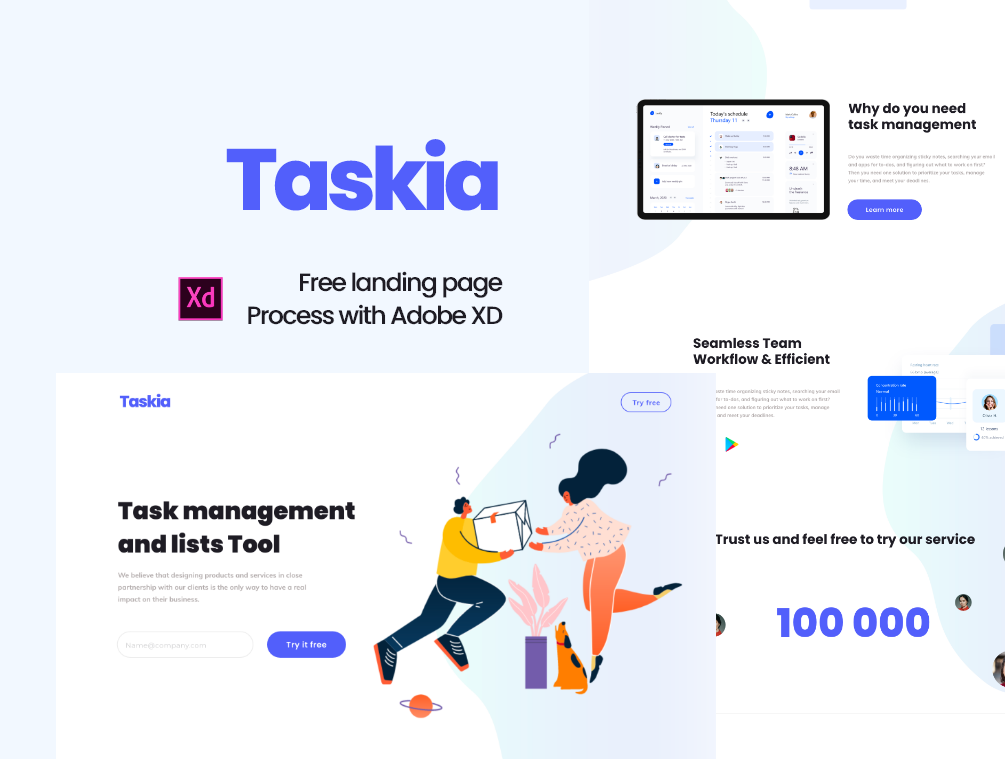 Taskia
Xd
Free landing page
Process with Adobe XD
Today's schedule
Thursday 11
8:48 AM
Why do you need
task management
Do you waste time organizing sticky notes, searching your email
and apps for to-dos, and figuring out what to work on first?
Then you need one solution to prioritize your tasks, manage
your time, and meet your deadlines.
Learn more
Seamless Team
Workflow & Efficient
time organizing sticky notes, searching your email
for to-dos, and figuring out what to work on first?
need one solution to prioritize your tasks, manage
and meet your deadlines.
Concentration rate
Normal
Trust us and feel free to try our service
100 000
Taskia
Try free
Task management
and lists Tool
We believe that designing products and services in close
partnership with our clients is the only way to have a real
impact on their business.
Name@company.com
Try it free